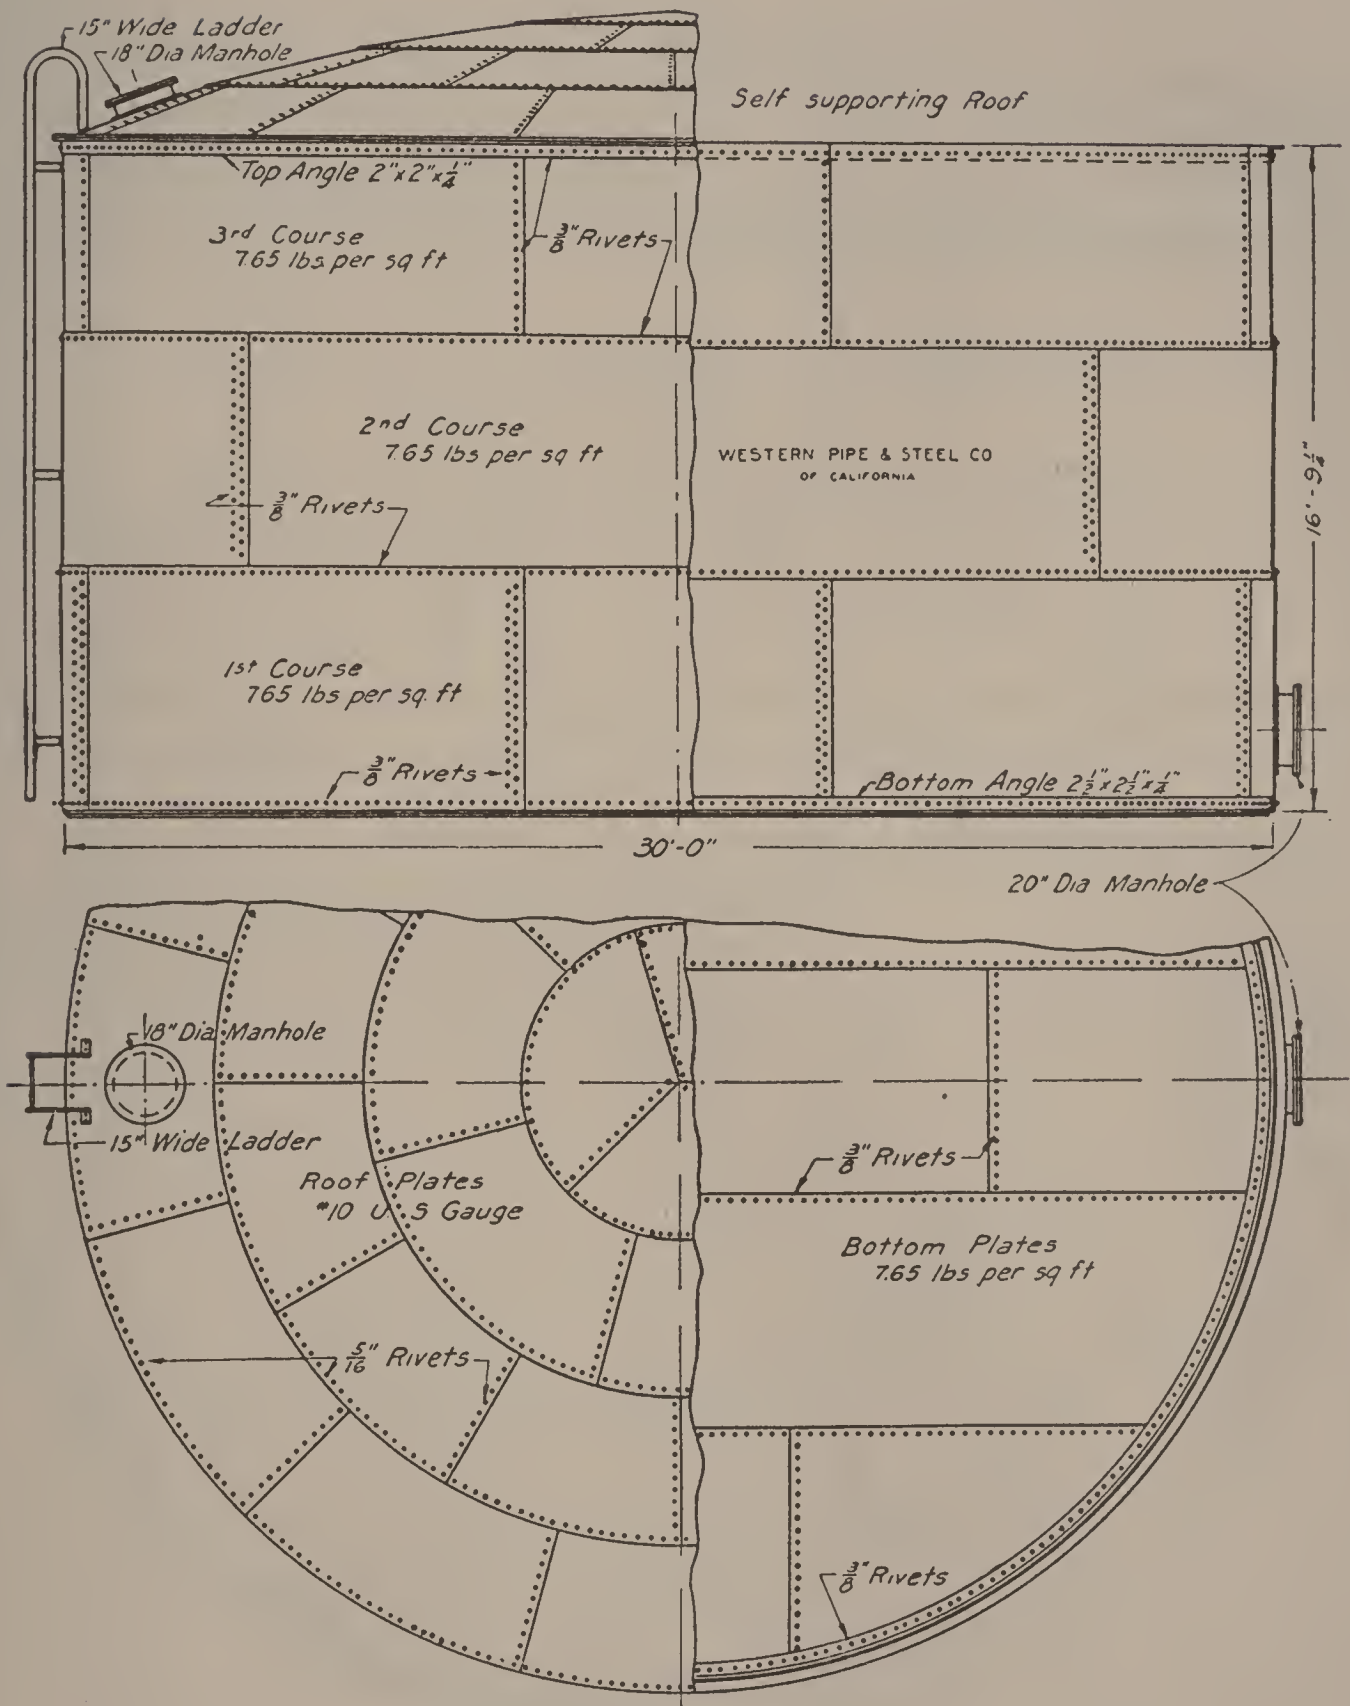 15" Wide Ladder
18" Dia Manhole
Self supporting Roof
Top Angle 2"x2"x1/4"
3rd Course
7.65 lbs per sq ft
3/8" Rivets
2nd Course
7.65 lbs per sq ft
WESTERN PIPE & STEEL CO
OF CALIFORNIA
3/8" Rivets
16'-9 1/4"
1st Course
7.65 lbs per sq. ft
3/8" Rivets
Bottom Angle 2 1/2"x2 1/2"x1/4"
30'-0"
20" Dia Manhole
18" Dia Manhole
15" Wide Ladder
3/8" Rivets
Roof Plates
#10 U S Gauge
Bottom Plates
7.65 lbs per sq ft
5/16" Rivets
3/8" Rivets